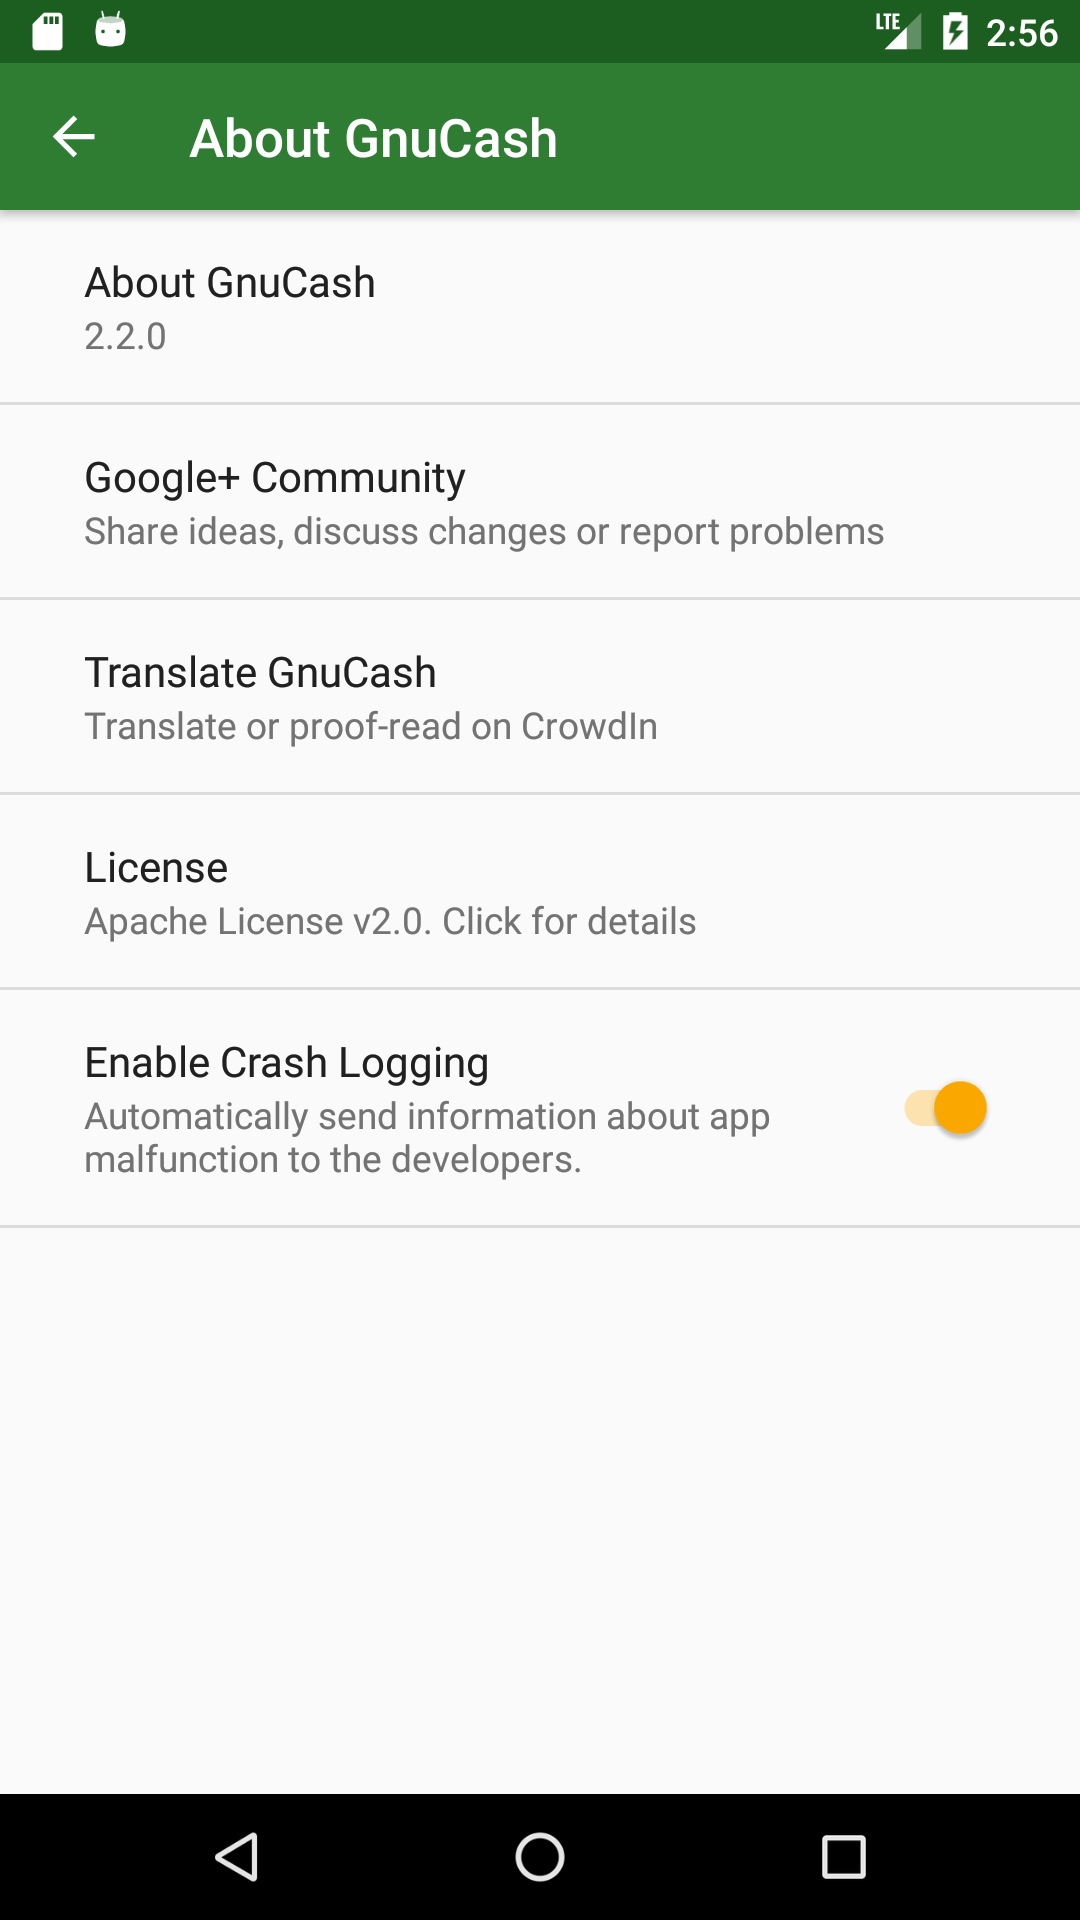 LTE 2:56
About GnuCash
About GnuCash
2.2.0
Google+ Community
Share ideas, discuss changes or report problems
Translate GnuCash
Translate or proof-read on CrowdIn
License
Apache License v2.0. Click for details
Enable Crash Logging
Automatically send information about app
malfunction to the developers.